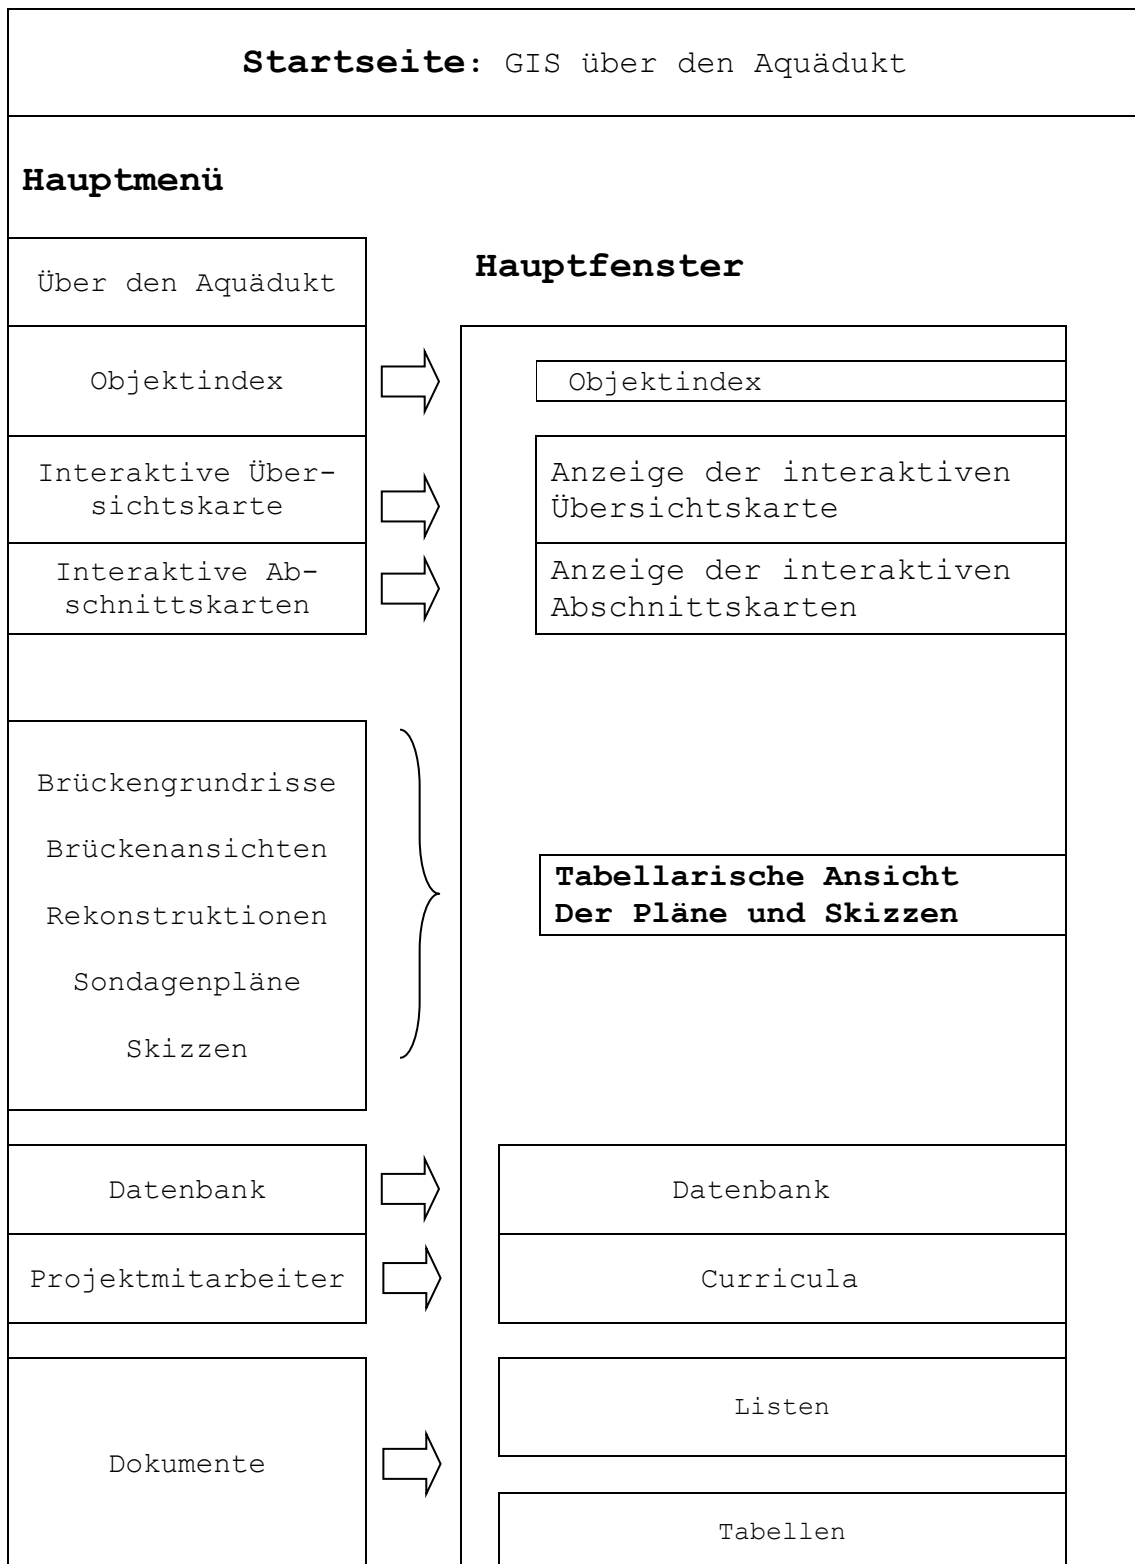 Startseite: GIS über den Aquädukt
Hauptmenü
Hauptfenster
Über den Aquädukt
Objektindex
Objektindex
Interaktive Über-
sichtskarte
Anzeige der interaktiven
Übersichtskarte
Interaktive Ab-
schnittskarten
Anzeige der interaktiven
Abschnittskarten
Brückengrundrisse
Brückenansichten
Rekonstruktionen
Sondagenpläne
Skizzen
Tabellarische Ansicht
Der Pläne und Skizzen
Datenbank
Datenbank
Projektmitarbeiter
Curricula
Dokumente
Listen
Tabellen